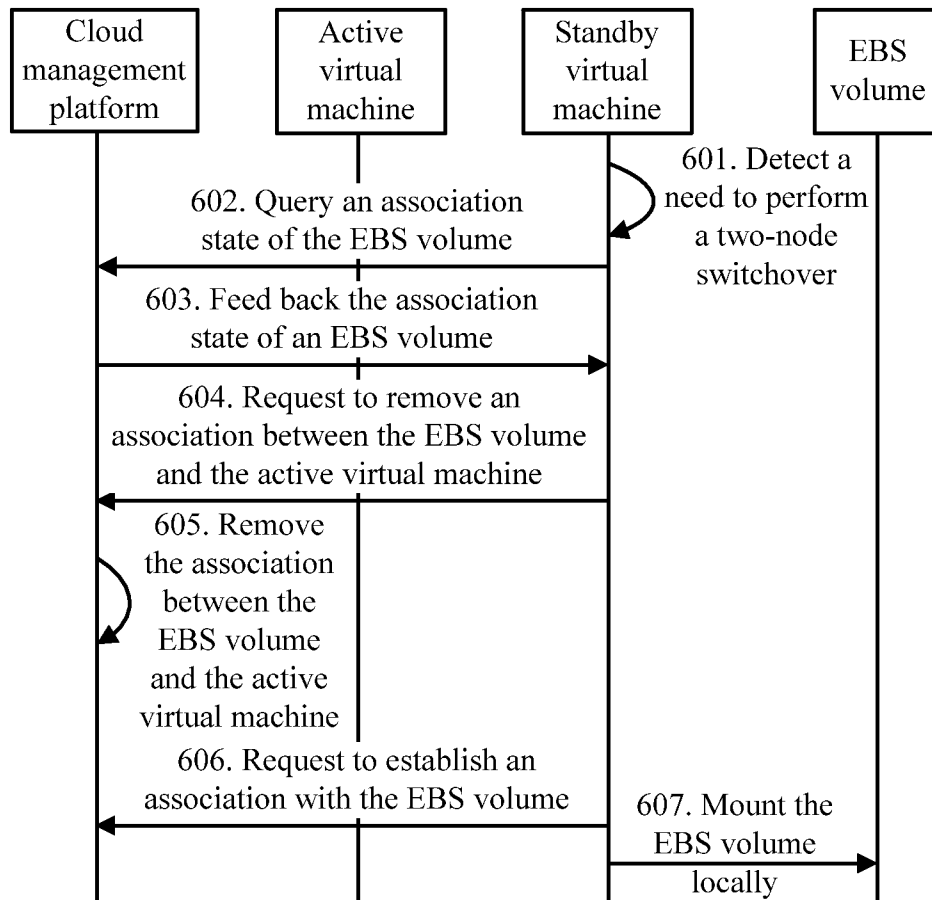 Cloud
management
platform
Active
virtual
machine
Standby
virtual
machine
EBS
volume
601. Detect a
need to perform
a two-node
switchover
602. Query an association
state of the EBS volume
603. Feed back the association
state of an EBS volume
604. Request to remove an
association between the EBS volume
and the active virtual machine
605. Remove
the association
between the
EBS volume
and the active
virtual machine
606. Request to establish an
association with the EBS volume
607. Mount the
EBS volume
locally